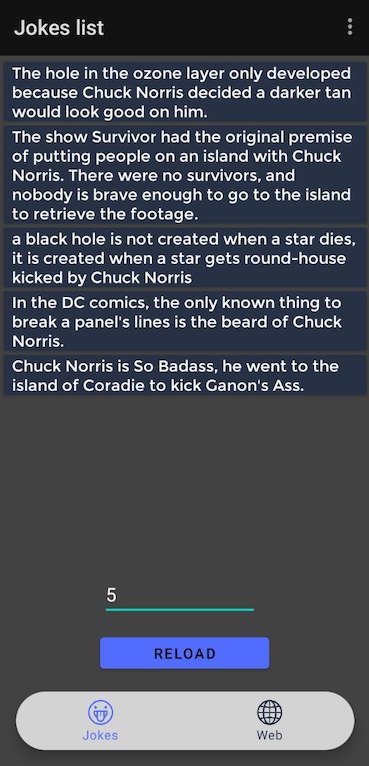 Jokes list
The hole in the ozone layer only developed
because Chuck Norris decided a darker tan
would look good on him.
The show Survivor had the original premise
of putting people on an island with Chuck
Norris. There were no survivors, and
nobody is brave enough to go to the island
to retrieve the footage.
a black hole is not created when a star dies,
it is created when a star gets round-house
kicked by Chuck Norris
In the DC comics, the only known thing to
break a panel's lines is the beard of Chuck
Norris.
Chuck Norris is So Badass, he went to the
island of Coradie to kick Ganon's Ass.
5
RELOAD
Jokes
Web